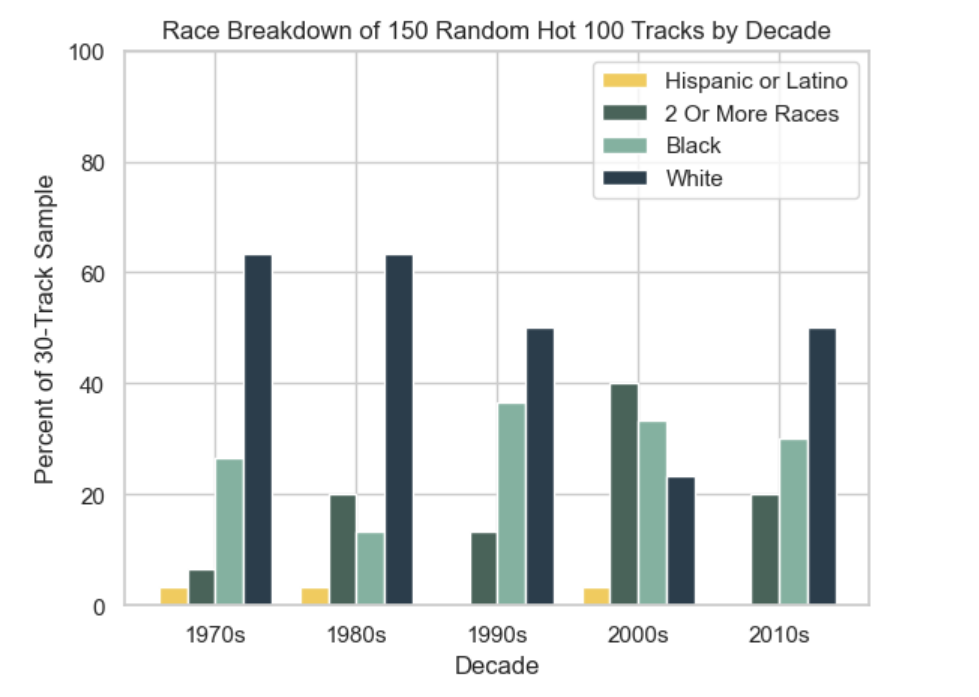 Race Breakdown of 150 Random Hot 100 Tracks by Decade
100
80
60
40
20
0
Percent of 30-Track Sample
Hispanic or Latino
2 Or More Races
Black
White
1970s 1980s 1990s 2000s 2010s
Decade